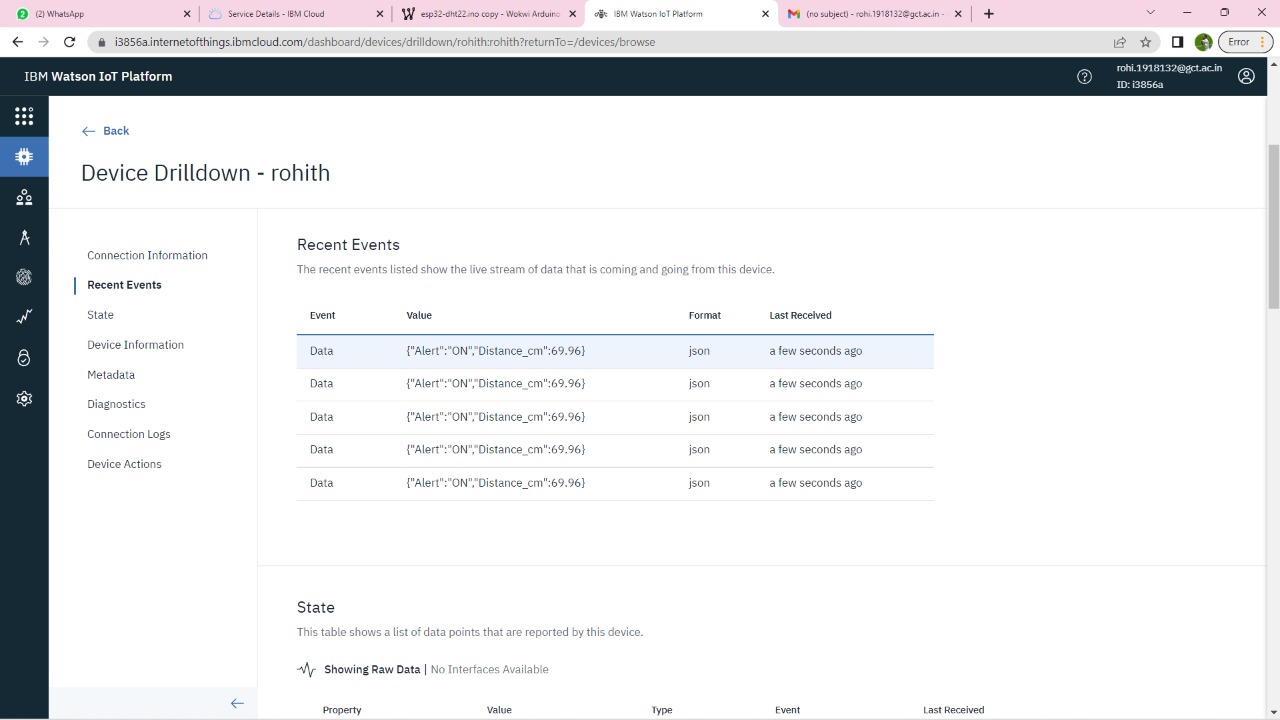 (2) WhatsApp
Service Details - IBM Cloud
esp32-dht22.ino copy - Wokwi Arduino
IBM Watson IoT Platform
(no subject) - rohi.1918132@gct.ac.in -
i3856a.internetofthings.ibmcloud.com/dashboard/devices/drilldown/rohith:rohith?returnTo=/devices/browse
Error
IBM Watson IoT Platform
rohi.1918132@gct.ac.in
ID: i3856a
Back
Device Drilldown - rohith
Connection Information
Recent Events
State
Device Information
Metadata
Diagnostics
Connection Logs
Device Actions
Recent Events
The recent events listed show the live stream of data that is coming and going from this device.
Event Value Format Last Received
Data {"Alert":"ON","Distance_cm":69.96} json a few seconds ago
Data {"Alert":"ON","Distance_cm":69.96} json a few seconds ago
Data {"Alert":"ON","Distance_cm":69.96} json a few seconds ago
Data {"Alert":"ON","Distance_cm":69.96} json a few seconds ago
Data {"Alert":"ON","Distance_cm":69.96} json a few seconds ago
State
This table shows a list of data points that are reported by this device.
Showing Raw Data | No Interfaces Available
Property Value Type Event Last Received